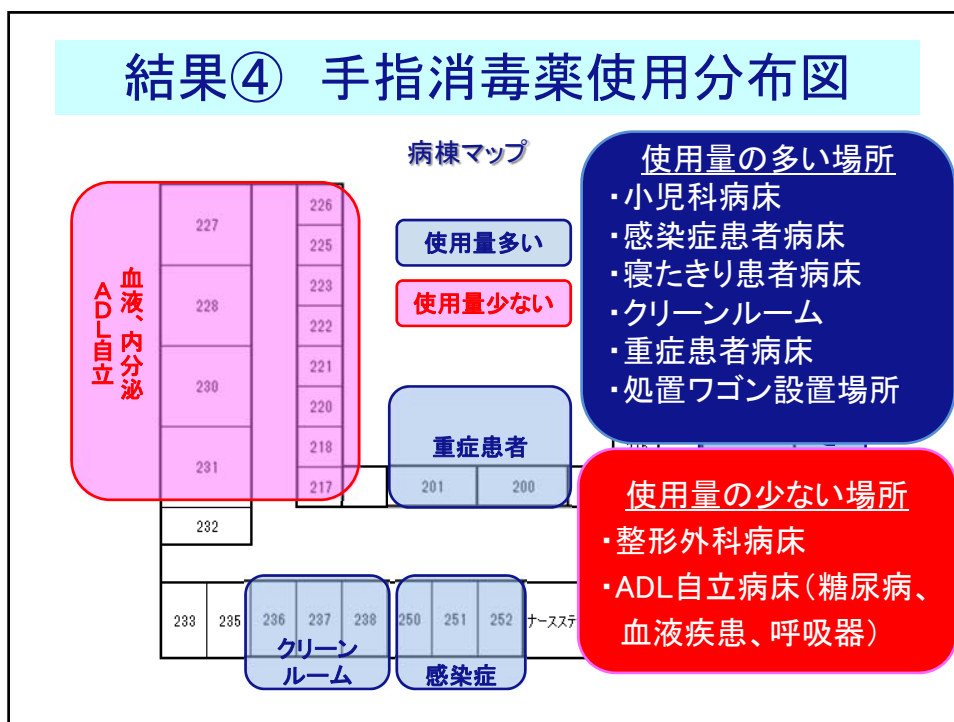 結果④　手指消毒薬使用分布図
病棟マップ
使用量多い
使用量少ない
血液、内分泌
ADL自立
227
228
230
231
232
226
225
223
222
221
220
218
217
重症患者
201
200
233
235
236
237
238
250
251
252
ナースステ
クリーン
ルーム
感染症
使用量の多い場所
・小児科病床
・感染症患者病床
・寝たきり患者病床
・クリーンルーム
・重症患者病床
・処置ワゴン設置場所
使用量の少ない場所
・整形外科病床
・ADL自立病床（糖尿病、
血液疾患、呼吸器）